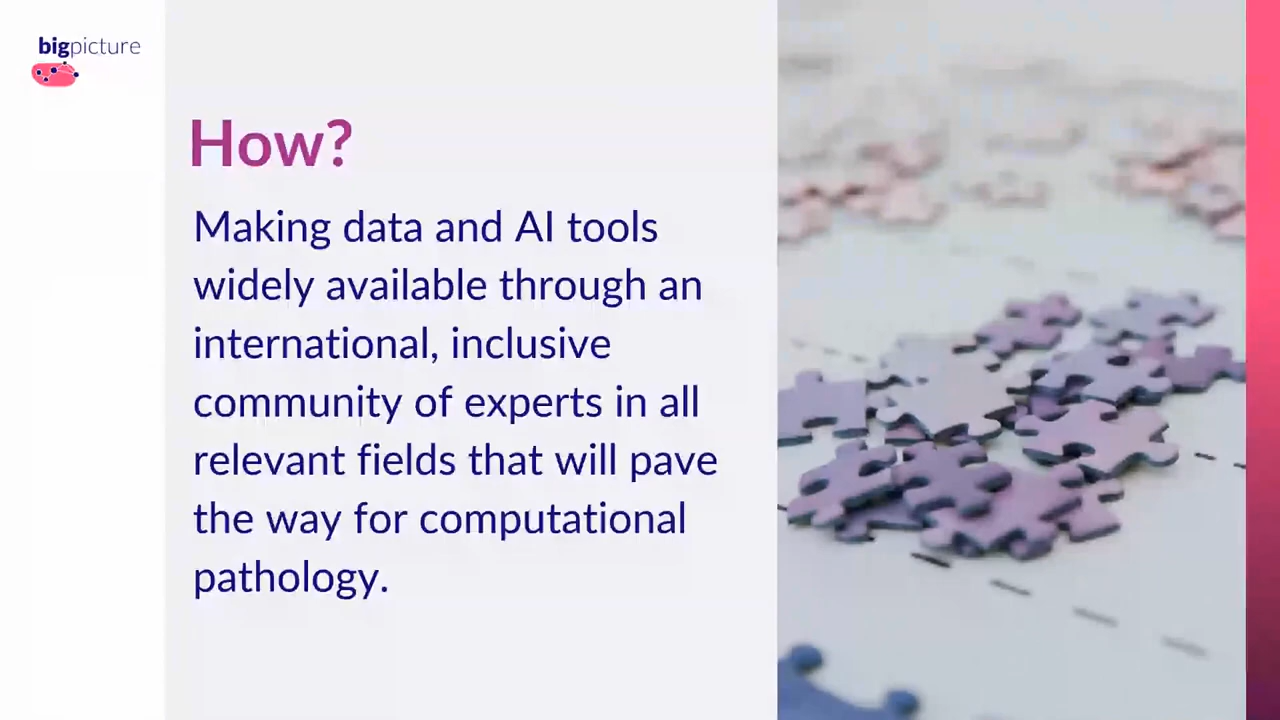 bigpicture
How?
Making data and AI tools
widely available through an
international, inclusive
community of experts in all
relevant fields that will pave
the way for computational
pathology.